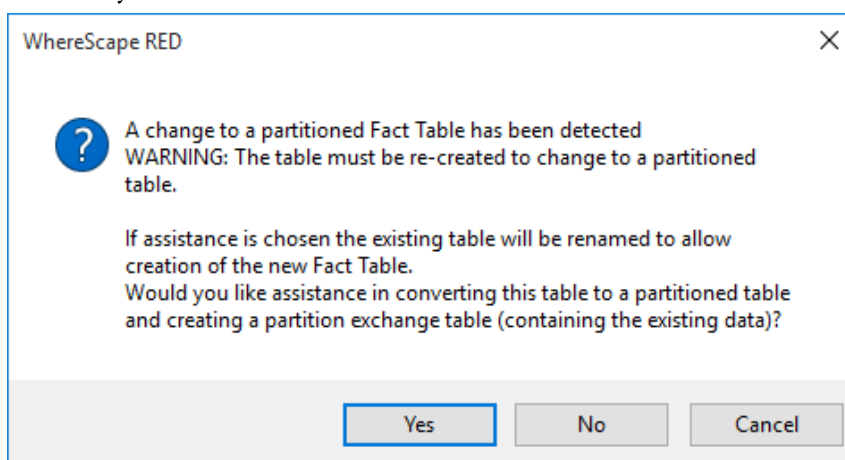 WhereScape RED
A change to a partitioned Fact Table has been detected
WARNING: The table must be re-created to change to a partitioned
table.
If assistance is chosen the existing table will be renamed to allow
creation of the new Fact Table.
Would you like assistance in converting this table to a partitioned table
and creating a partition exchange table (containing the existing data)?
Yes No Cancel